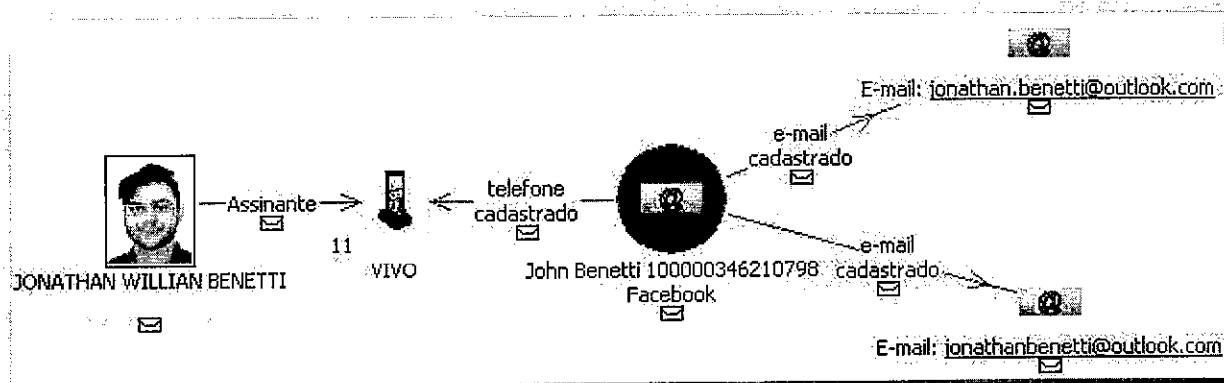 E-mail: jonathan.benetti@outlook.com
e-mail
cadastrado
Assinante
telefone
cadastrado
11
VIVO
JONATHAN WILLIAN BENETTI
John Benetti 100000346210798
Facebook
e-mail
cadastrado
E-mail: jonathanbenetti@outlook.com